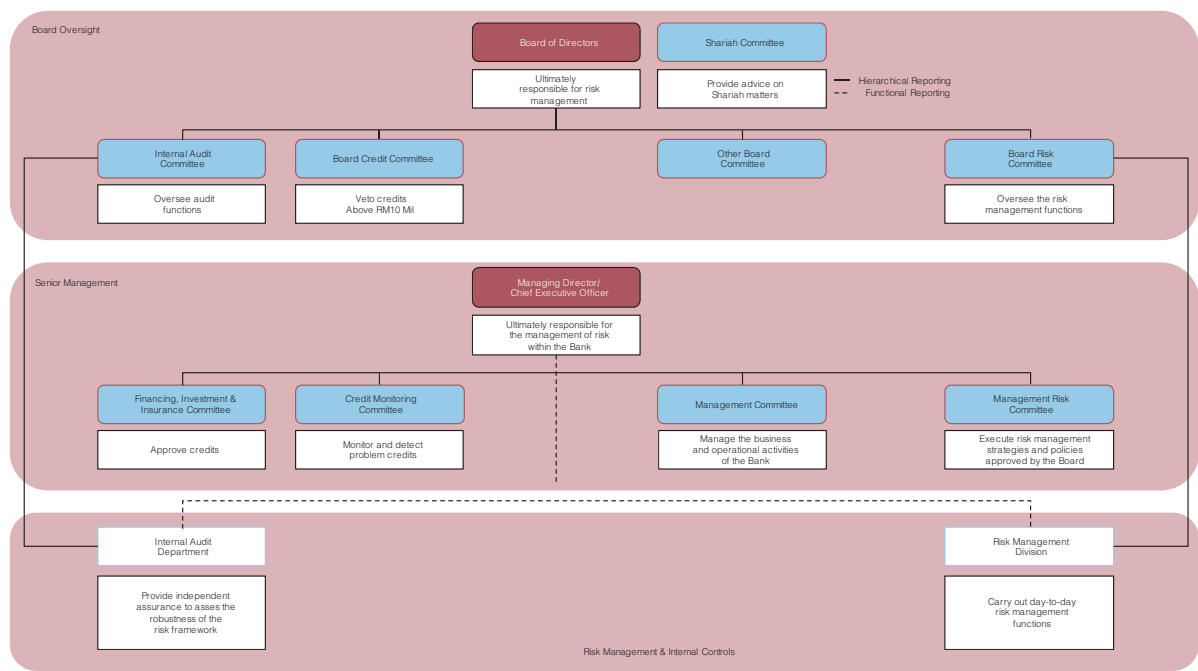 Board Oversight
Board of Directors
Shariah Committee
Ultimately
responsible for risk
management
Provide advice on
Shariah matters
Hierarchical Reporting
Functional Reporting
Internal Audit
Committee
Board Credit Committee
Other Board
Committee
Board Risk
Committee
Oversee audit
functions
Veto credits
Above RM10 Mil
Oversee the risk
management functions
Senior Management
Managing Director/
Chief Executive Officer
Ultimately responsible for
the management of risk
within the Bank
Financing, Investment &
Insurance Committee
Credit Monitoring
Committee
Management Committee
Management Risk
Committee
Approve credits
Monitor and detect
problem credits
Manage the business
and operational activities
of the Bank
Execute risk management
strategies and policies
approved by the Board
Internal Audit
Department
Risk Management
Division
Provide independent
assurance to asses the
robustness of the
risk framework
Carry out day-to-day
risk management
functions
Risk Management & Internal Controls